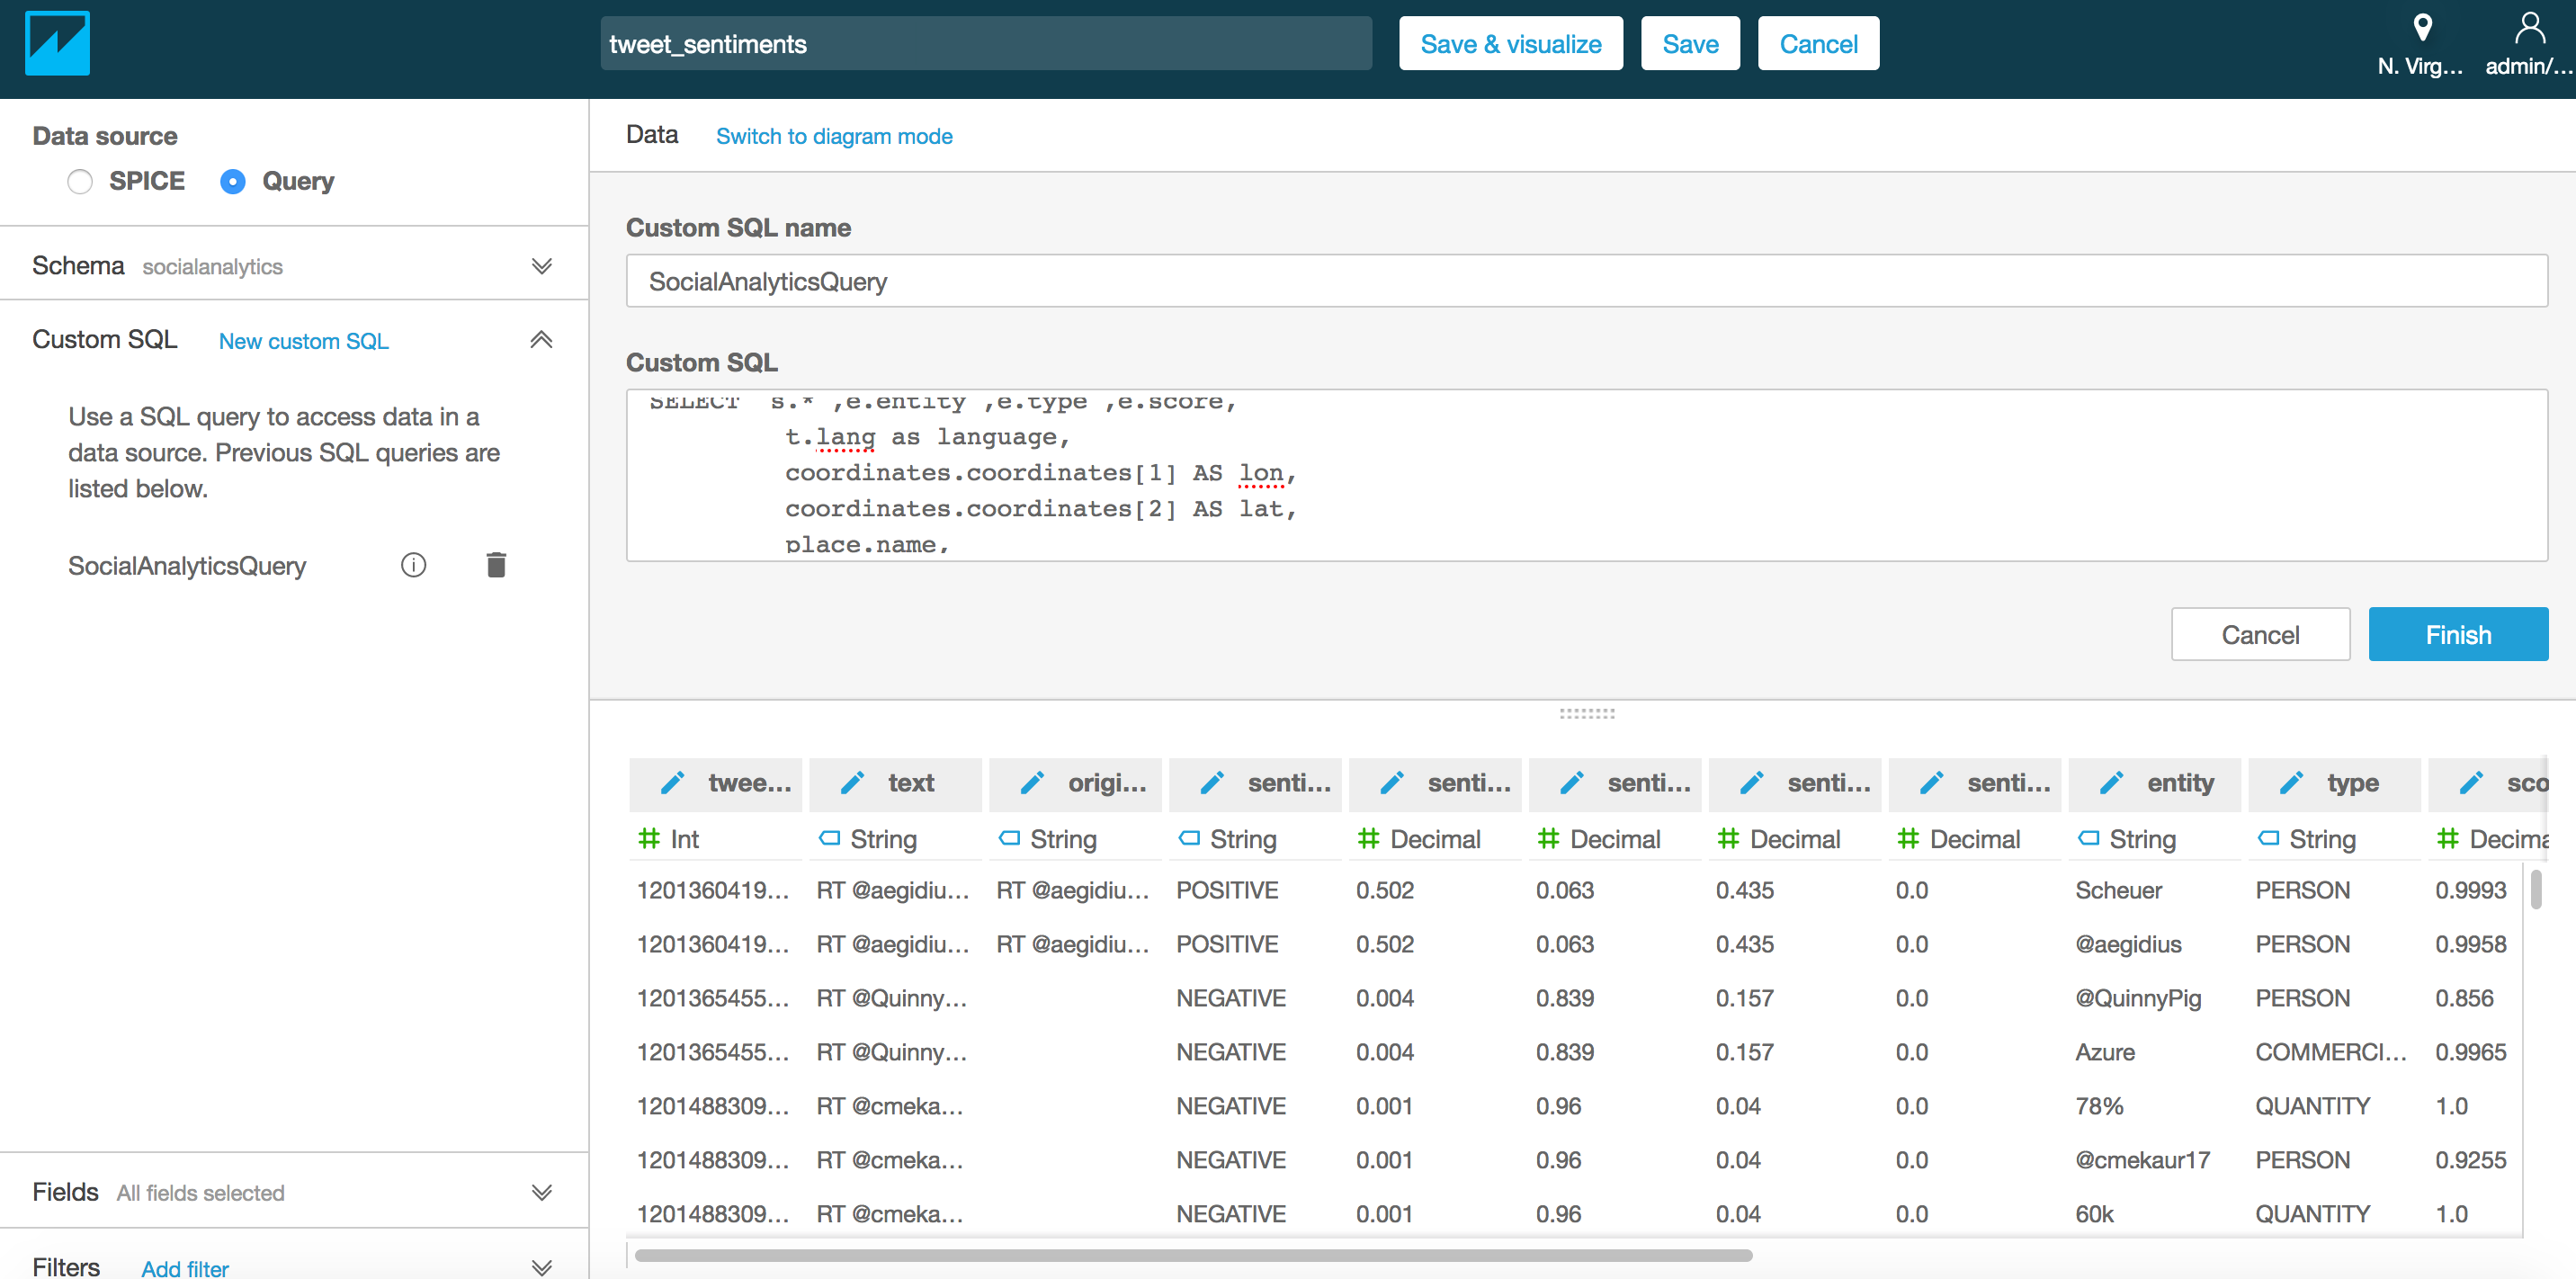 tweet_sentiments
Save & visualize
Save
Cancel
N. Virg...
admin/...
Data source
SPICE
Query
Schema socialanalytics
Custom SQL New custom SQL
Use a SQL query to access data in a
data source. Previous SQL queries are
listed below.
SocialAnalyticsQuery
Fields All fields selected
Filters Add filter
Data Switch to diagram mode
Custom SQL name
SocialAnalyticsQuery
Custom SQL
SELECT s.* ,e.entity ,e.type ,e.score,
t.lang as language,
coordinates.coordinates[1] AS lon,
coordinates.coordinates[2] AS lat,
place.name,
Cancel
Finish
twee... text origi... senti... senti... senti... senti... senti... entity type sco
Int String String String Decimal Decimal Decimal Decimal String String Decima
1201360419... RT @aegidiu... RT @aegidiu... POSITIVE 0.502 0.063 0.435 0.0 Scheuer PERSON 0.9993
1201360419... RT @aegidiu... RT @aegidiu... POSITIVE 0.502 0.063 0.435 0.0 @aegidius PERSON 0.9958
1201365455... RT @Quinny... NEGATIVE 0.004 0.839 0.157 0.0 @QuinnyPig PERSON 0.856
1201365455... RT @Quinny... NEGATIVE 0.004 0.839 0.157 0.0 Azure COMMERCI... 0.9965
1201488309... RT @cmeka... NEGATIVE 0.001 0.96 0.04 0.0 78% QUANTITY 1.0
1201488309... RT @cmeka... NEGATIVE 0.001 0.96 0.04 0.0 @cmekaur17 PERSON 0.9255
1201488309... RT @cmeka... NEGATIVE 0.001 0.96 0.04 0.0 60k QUANTITY 1.0